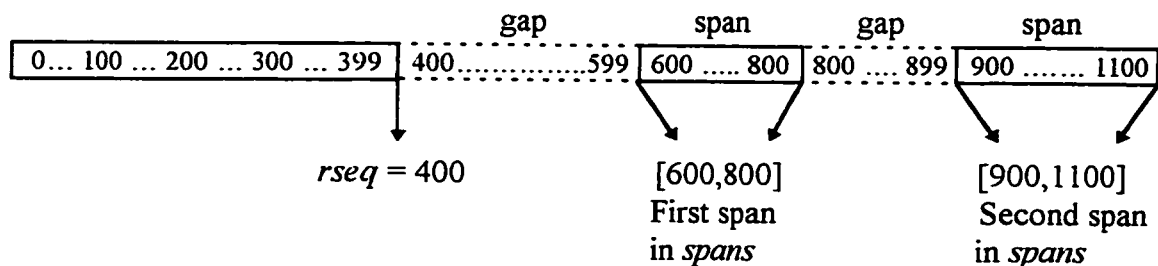 gap span gap span
0... 100 ... 200 ... 300 ... 399 400..............599 600 ..... 800 800 .... 899 900 ....... 1100
rseq = 400 [600,800] [900,1100]
First span Second span
in spans in spans